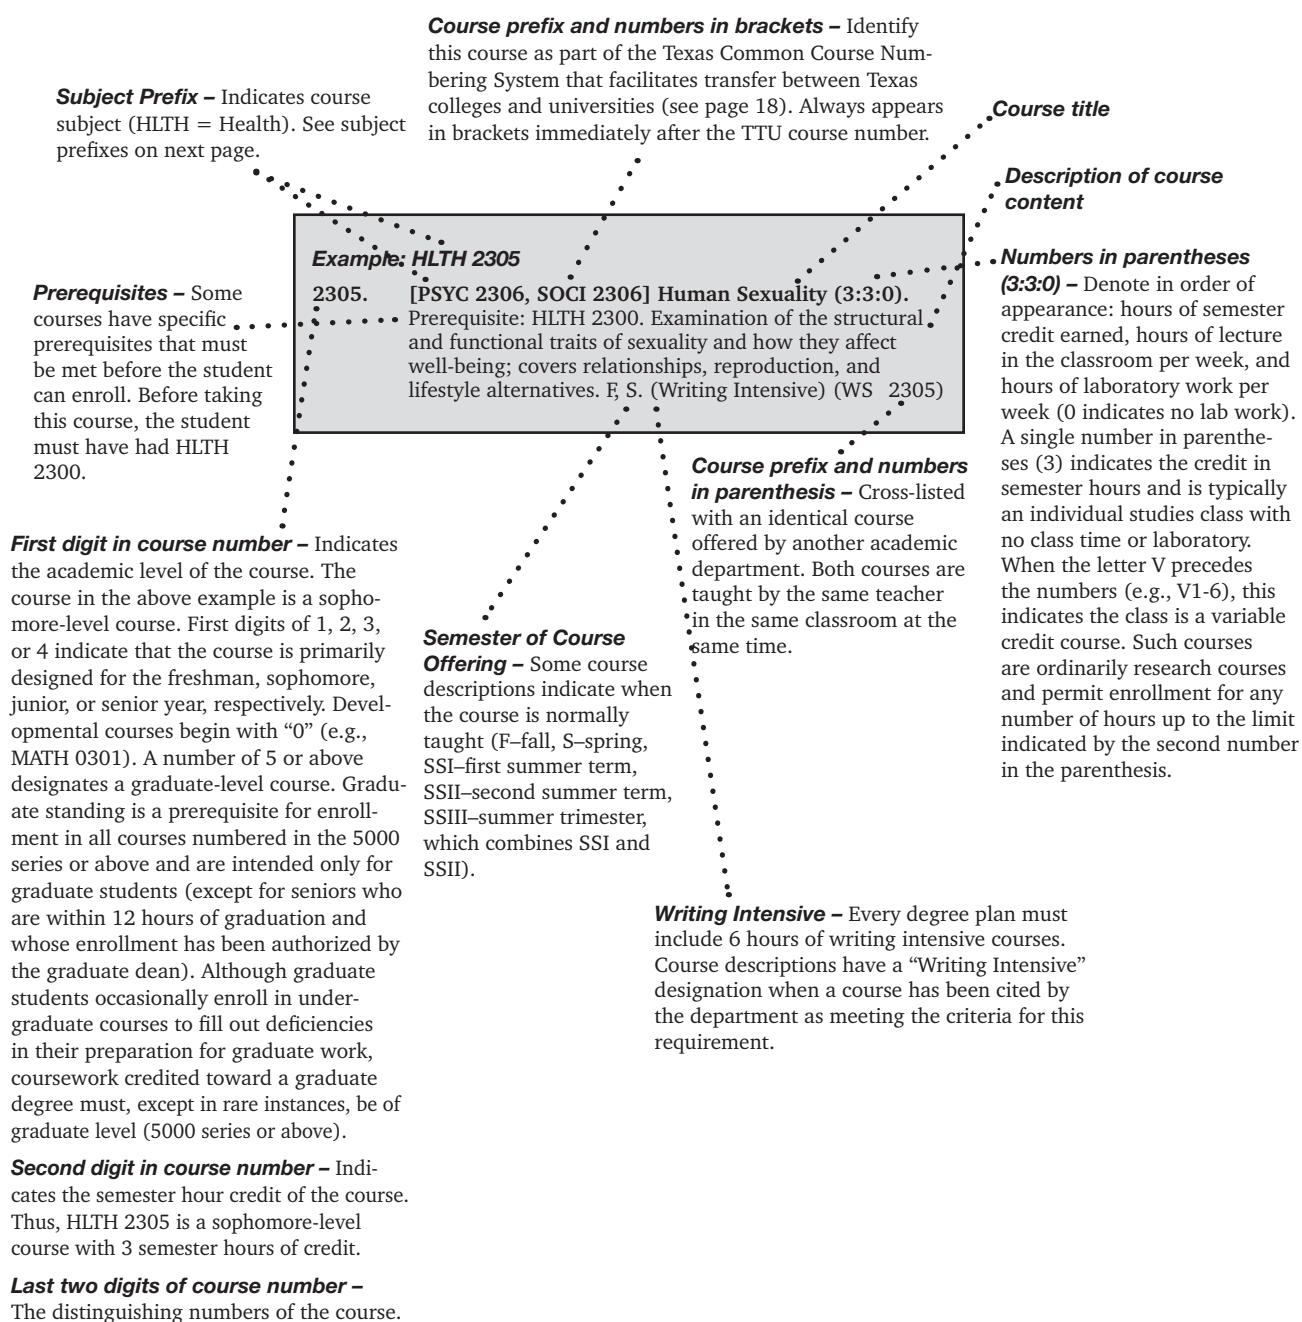 Course prefix and numbers in brackets – Identify
this course as part of the Texas Common Course Num-
bering System that facilitates transfer between Texas
colleges and universities (see page 18). Always appears
in brackets immediately after the TTU course number.
Subject Prefix – Indicates course
subject (HLTH = Health). See subject
prefixes on next page.
Course title
Description of course
content
Example: HLTH 2305
2305. [PSYC 2306, SOCI 2306] Human Sexuality (3:3:0).
Prerequisite: HLTH 2300. Examination of the structural
and functional traits of sexuality and how they affect
well-being; covers relationships, reproduction, and
lifestyle alternatives. F, S. (Writing Intensive) (WS 2305)
Prerequisites – Some
courses have specific
prerequisites that must
be met before the student
can enroll. Before taking
this course, the student
must have had HLTH
2300.
Numbers in parentheses
(3:3:0) – Denote in order of
appearance: hours of semester
credit earned, hours of lecture
in the classroom per week, and
hours of laboratory work per
week (0 indicates no lab work).
A single number in parenthe-
ses (3) indicates the credit in
semester hours and is typically
an individual studies class with
no class time or laboratory.
When the letter V precedes
the numbers (e.g., V1-6), this
indicates the class is a variable
credit course. Such courses
are ordinarily research courses
and permit enrollment for any
number of hours up to the limit
indicated by the second number
in the parenthesis.
Course prefix and numbers
in parenthesis – Cross-listed
with an identical course
offered by another academic
department. Both courses are
taught by the same teacher
in the same classroom at the
same time.
First digit in course number – Indicates
the academic level of the course. The
course in the above example is a sopho-
more-level course. First digits of 1, 2, 3,
or 4 indicate that the course is primarily
designed for the freshman, sophomore,
junior, or senior year, respectively. Devel-
opmental courses begin with “0” (e.g.,
MATH 0301). A number of 5 or above
designates a graduate-level course. Gradu-
ate standing is a prerequisite for enroll-
ment in all courses numbered in the 5000
series or above and are intended only for
graduate students (except for seniors who
are within 12 hours of graduation and
whose enrollment has been authorized by
the graduate dean). Although graduate
students occasionally enroll in under-
graduate courses to fill out deficiencies
in their preparation for graduate work,
coursework credited toward a graduate
degree must, except in rare instances, be of
graduate level (5000 series or above).
Semester of Course
Offering – Some course
descriptions indicate when
the course is normally
taught (F–fall, S–spring,
SSI–first summer term,
SSII–second summer term,
SSIII–summer trimester,
which combines SSI and
SSII).
Writing Intensive – Every degree plan must
include 6 hours of writing intensive courses.
Course descriptions have a “Writing Intensive”
designation when a course has been cited by
the department as meeting the criteria for this
requirement.
Second digit in course number – Indi-
cates the semester hour credit of the course.
Thus, HLTH 2305 is a sophomore-level
course with 3 semester hours of credit.
Last two digits of course number –
The distinguishing numbers of the course.